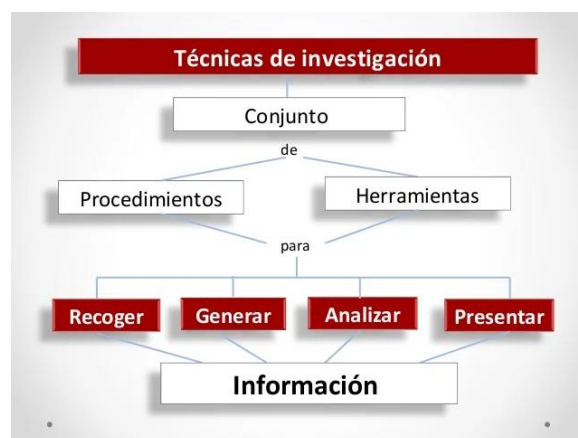 Técnicas de investigación
Conjunto
de
Procedimientos
Herramientas
para
Recoger
Generar
Analizar
Presentar
Información